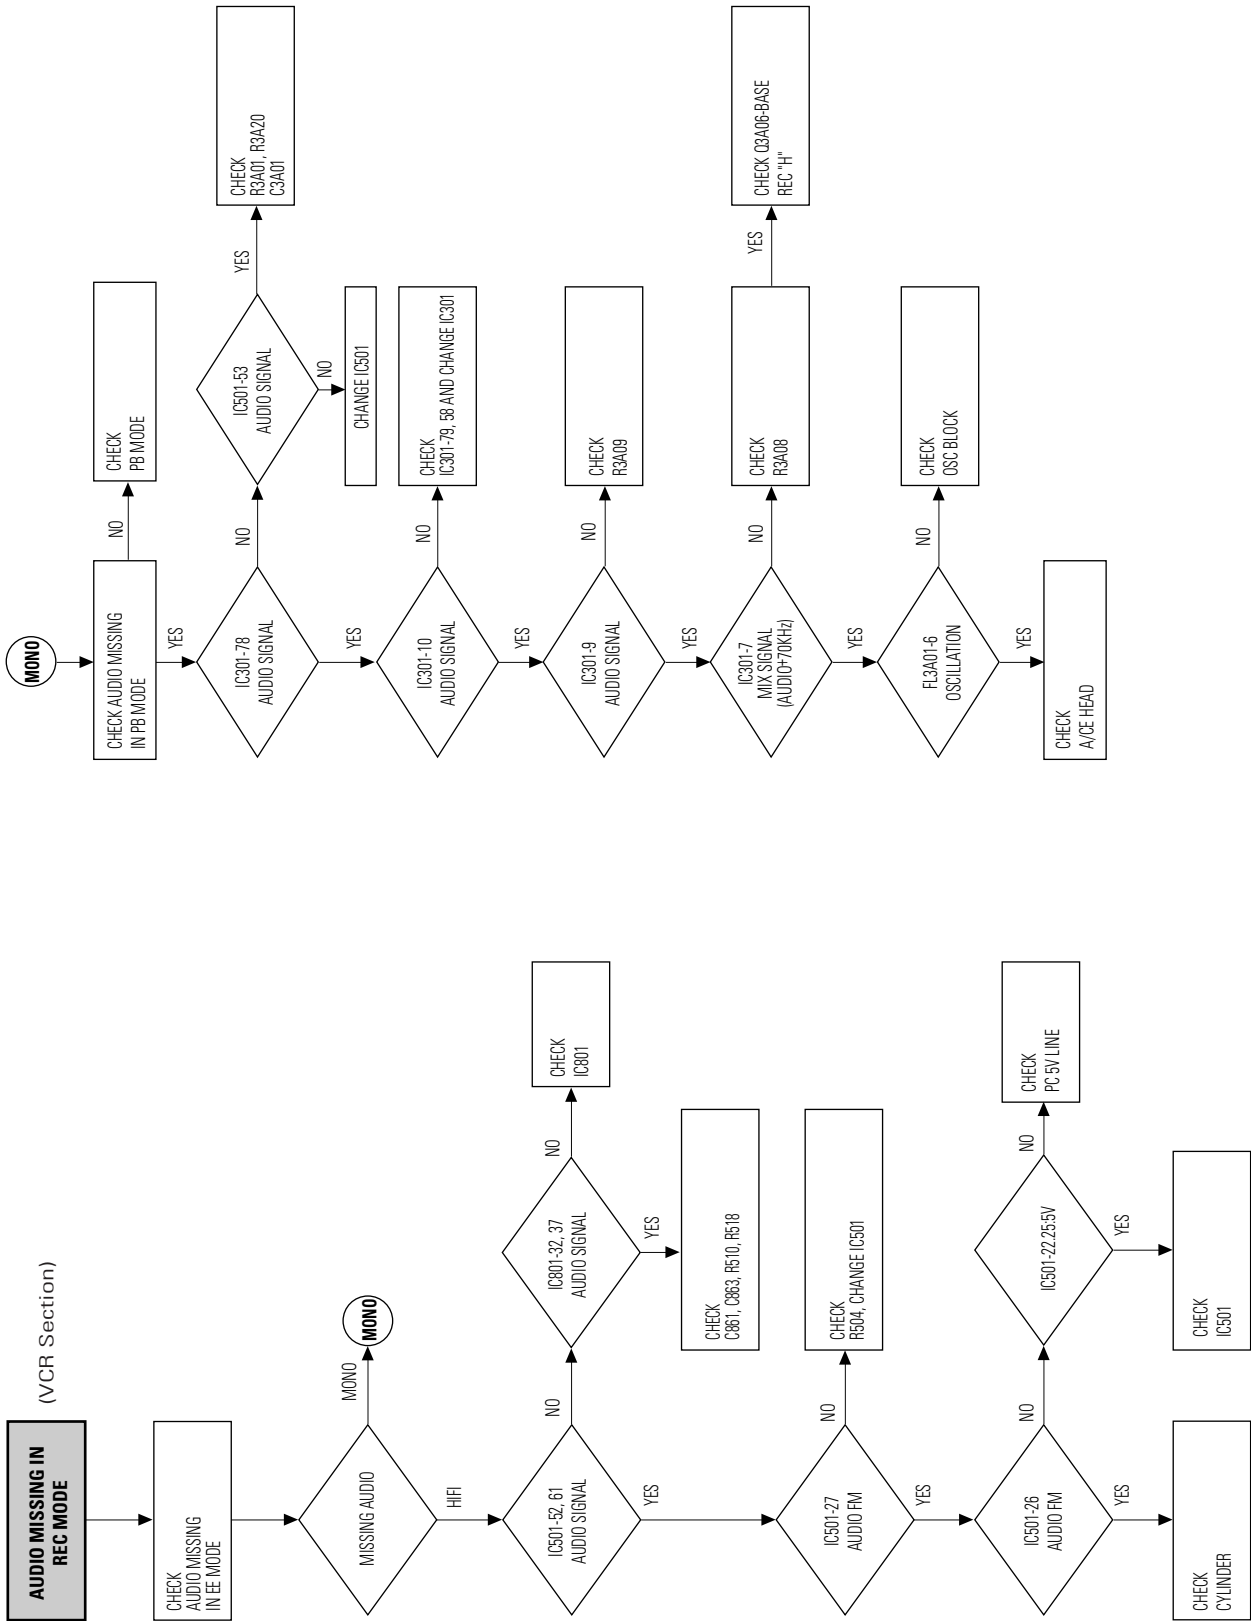 AUDIO MISSING IN
REC MODE
(VCR Section)
CHECK
AUDIO MISSING
IN EE MODE
MISSING AUDIO
MONO
MONO
HIFI
IC501-52, 61
AUDIO SIGNAL
NO
IC801-32, 37
AUDIO SIGNAL
NO
CHECK
IC801
YES
CHECK
C861, C863, R510, R518
YES
IC501-27
AUDIO FM
NO
CHECK
R504, CHANGE IC501
YES
IC501-26
AUDIO FM
NO
IC501-22.25:5V
NO
CHECK
PC 5V LINE
YES
CHECK
IC501
YES
CHECK
CYLINDER
MONO
CHECK AUDIO MISSING
IN PB MODE
NO
CHECK
PB MODE
YES
IC301-78
AUDIO SIGNAL
NO
IC501-53
AUDIO SIGNAL
YES
CHECK
R3A01, R3A20
C3A01
NO
CHANGE IC501
YES
IC301-10
AUDIO SIGNAL
NO
CHECK
IC301-79, 58 AND CHANGE IC301
YES
IC301-9
AUDIO SIGNAL
NO
CHECK
R3A09
YES
IC301-7
MIX SIGNAL
(AUDIO+70KHz)
NO
CHECK
R3A08
YES
CHECK Q3A06-BASE
REC "H"
YES
FL3A01-6
OSCILLATION
NO
CHECK
OSC BLOCK
YES
CHECK
A/CE HEAD